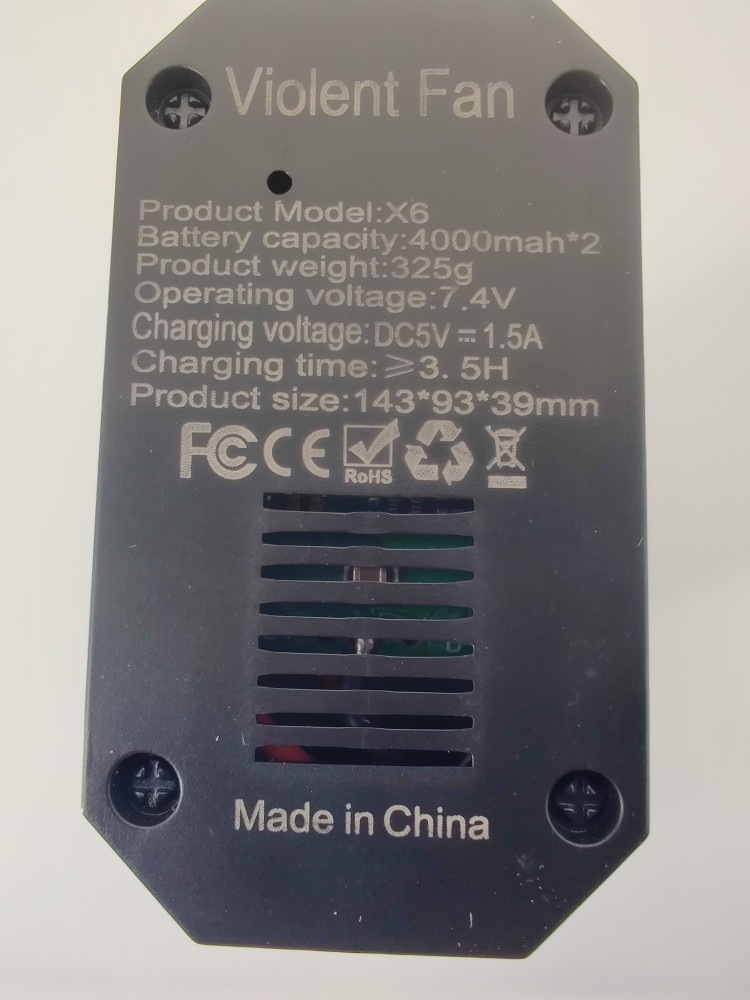 Violent Fan
Product Model:X6
Battery capacity:4000mah*2
Product weight:325g
Operating voltage:7.4V
Charging voltage:DC5V⎓1.5A
Charging time:⩾3. 5H
Product size:143*93*39mm
FC CE RoHS
Made in China